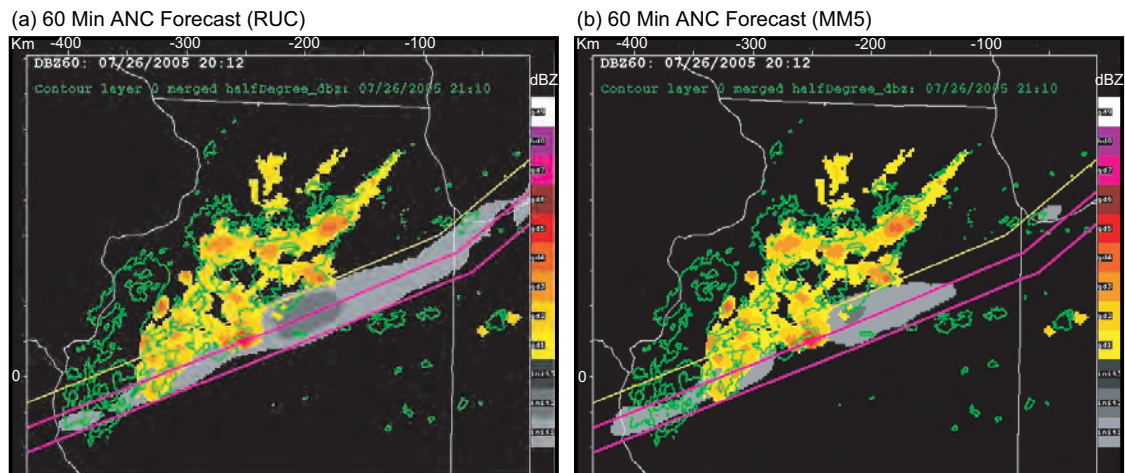 (a) 60 Min ANC Forecast (RUC)
Km -400 -300 -200 -100
DBZ60: 07/26/2005 20:12
dBZ
Contour layer 0 merged halfDegree_dbz: 07/26/2005 21:10
0
(b) 60 Min ANC Forecast (MM5)
Km -400 -300 -200 -100
DBZ60: 07/26/2005 20:12
dBZ
Contour layer 0 merged halfDegree_dbz: 07/26/2005 21:10
0